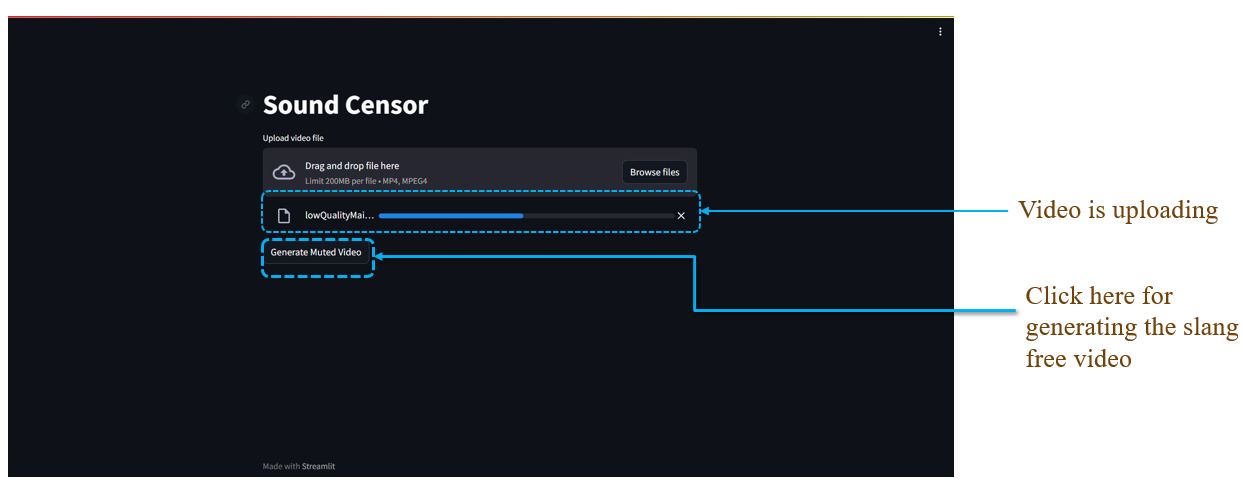 Sound Censor
Upload video file
Drag and drop file here
Limit 200MB per file • MP4, MPEG4
Browse files
lowQualityMai...
Video is uploading
Generate Muted Video
Click here for
generating the slang
free video
Made with Streamlit